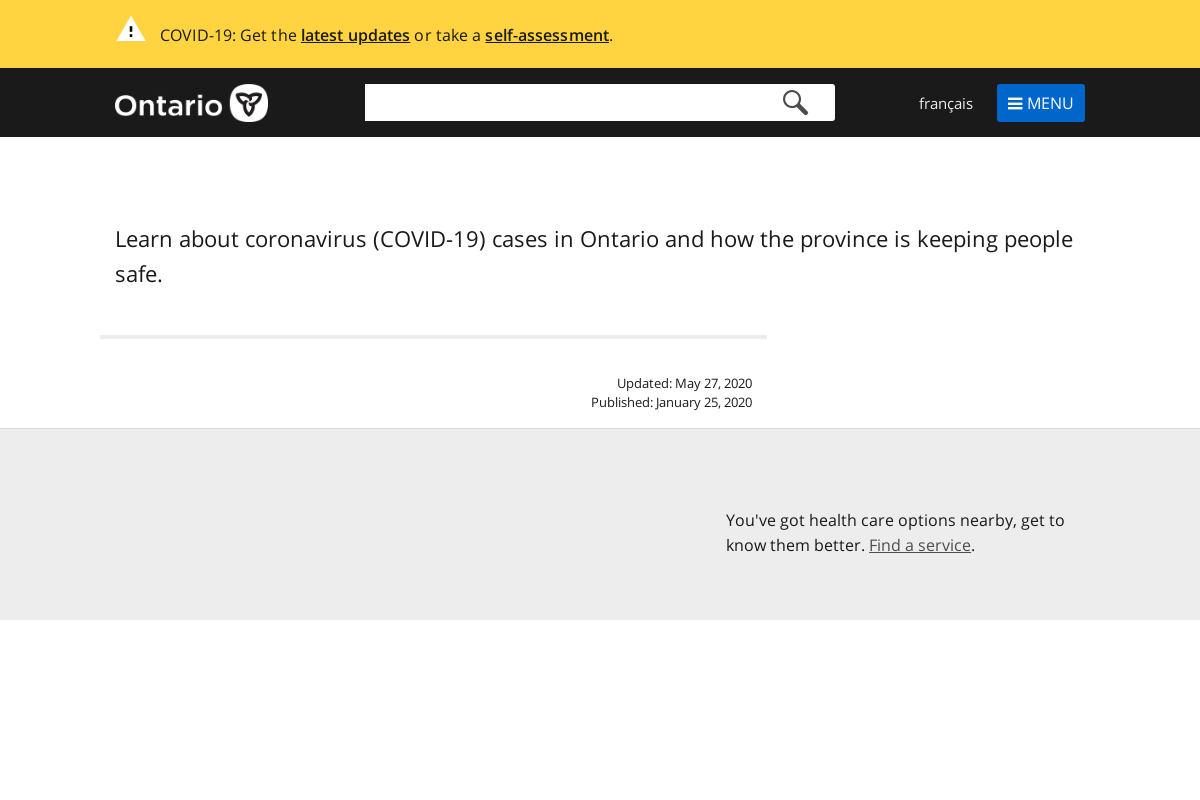 COVID-19: Get the latest updates or take a self-assessment.
Ontario
français
MENU
Learn about coronavirus (COVID-19) cases in Ontario and how the province is keeping people
safe.
Updated: May 27, 2020
Published: January 25, 2020
You've got health care options nearby, get to
know them better. Find a service.